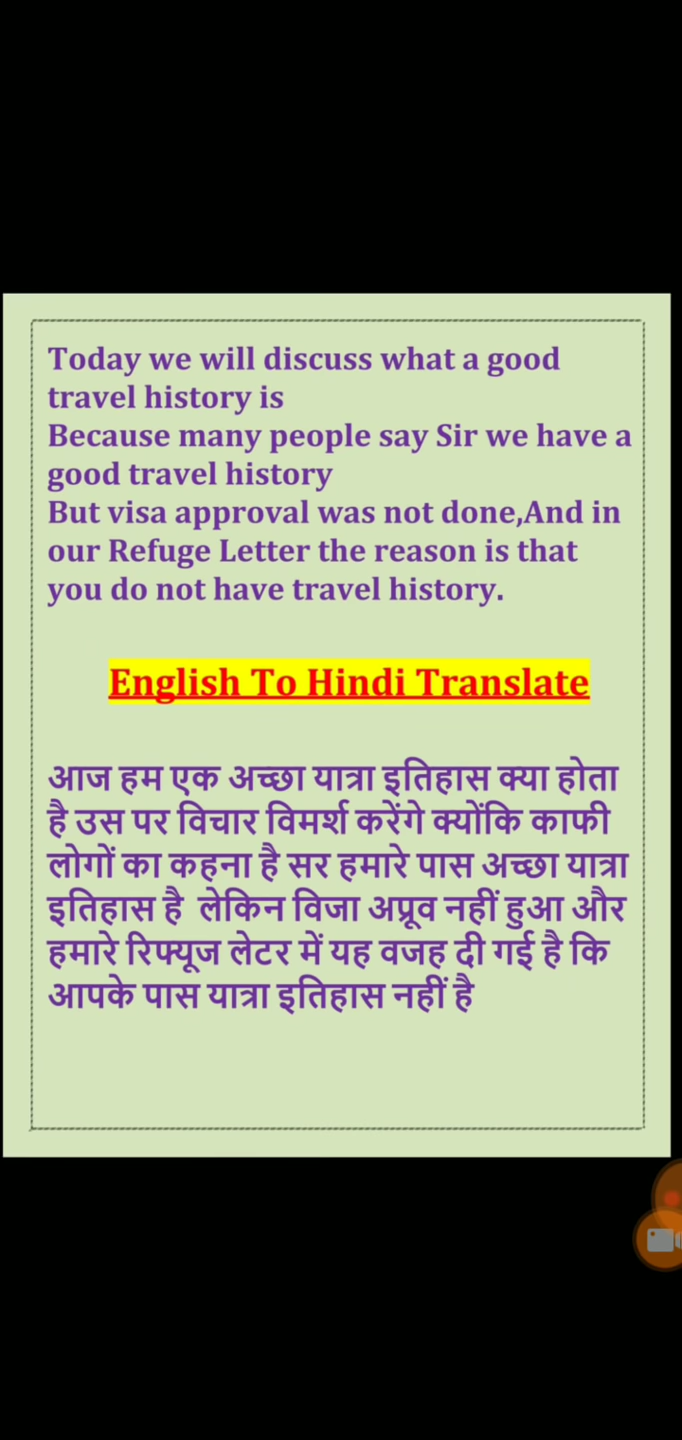 Today we will discuss what a good
travel history is
Because many people say Sir we have a
good travel history
But visa approval was not done,And in
our Refuge Letter the reason is that
you do not have travel history.
English To Hindi Translate
आज हम एक अच्छा यात्रा इतिहास क्या होता
है उस पर विचार विमर्श करेंगे क्योंकि काफी
लोगों का कहना है सर हमारे पास अच्छा यात्रा
इतिहास है लेकिन विजा अप्रूव नहीं हुआ और
हमारे रिफ्यूज लेटर में यह वजह दी गई है कि
आपके पास यात्रा इतिहास नहीं है